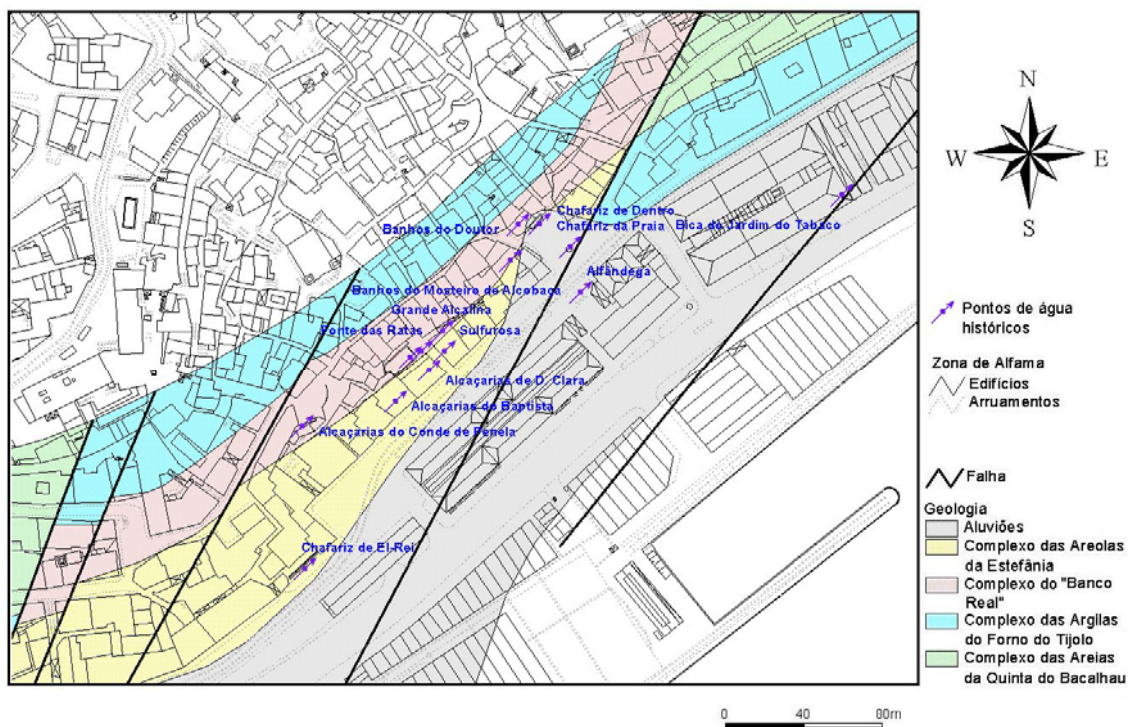 Chafariz de Dentro
Banhos do Doutor
Chafariz da Praia
Bica do Jardim do Tabaco
Alfândega
Banhos do Mosteiro de Alcobaça
Grande Alcalina
Fonte das Ratas
Sulfurosa
Alcaçarias de D. Clara
Alcaçarias do Baptista
Alcaçarias do Conde de Penela
Chafariz de El-Rei
N
W
E
S
Pontos de água
históricos
Zona de Alfama
Edifícios
Arruamentos
Falha
Geologia
Aluviões
Complexo das Areolas
da Estefânia
Complexo do "Banco
Real"
Complexo das Argilas
do Forno do Tijolo
Complexo das Areias
da Quinta do Bacalhau
0 40 80m